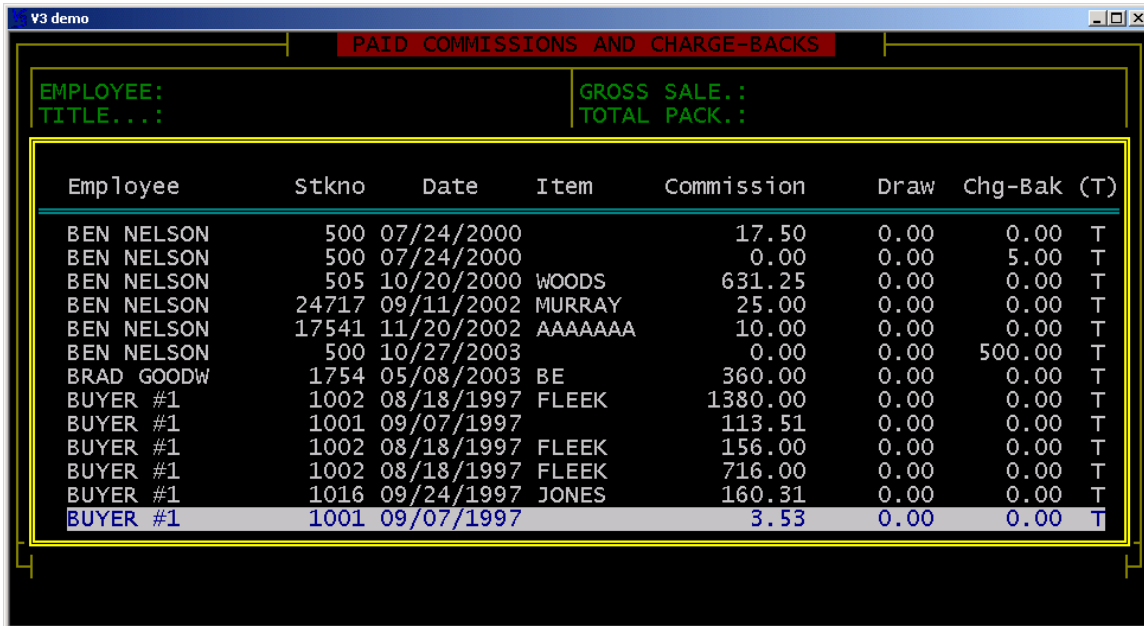 V3 demo
PAID COMMISSIONS AND CHARGE-BACKS
EMPLOYEE: GROSS SALE.:
TITLE...: TOTAL PACK.:
Employee Stkno Date Item Commission Draw Chg-Bak (T)
BEN NELSON 500 07/24/2000 17.50 0.00 0.00 T
BEN NELSON 500 07/24/2000 0.00 0.00 5.00 T
BEN NELSON 505 10/20/2000 WOODS 631.25 0.00 0.00 T
BEN NELSON 24717 09/11/2002 MURRAY 25.00 0.00 0.00 T
BEN NELSON 17541 11/20/2002 AAAAAAA 10.00 0.00 0.00 T
BEN NELSON 500 10/27/2003 0.00 0.00 500.00 T
BRAD GOODW 1754 05/08/2003 BE 360.00 0.00 0.00 T
BUYER #1 1002 08/18/1997 FLEEK 1380.00 0.00 0.00 T
BUYER #1 1001 09/07/1997 113.51 0.00 0.00 T
BUYER #1 1002 08/18/1997 FLEEK 156.00 0.00 0.00 T
BUYER #1 1002 08/18/1997 FLEEK 716.00 0.00 0.00 T
BUYER #1 1016 09/24/1997 JONES 160.31 0.00 0.00 T
BUYER #1 1001 09/07/1997 3.53 0.00 0.00 T